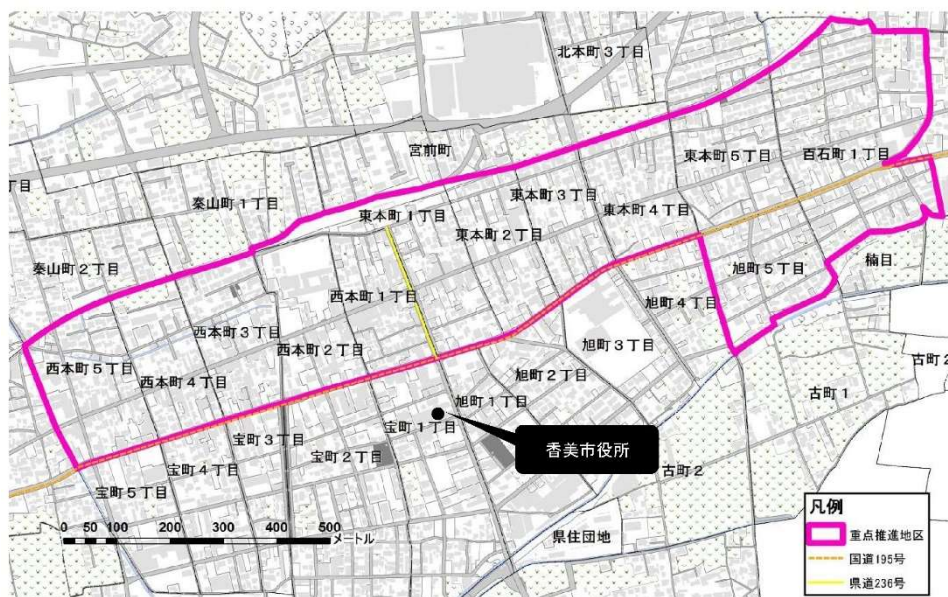 北本町3丁目
宮前町
東本町5丁目
百石町1丁目
丁目
秦山町1丁目
東本町3丁目
東本町1丁目
東本町4丁目
東本町2丁目
秦山町2丁目
旭町5丁目
楠目
西本町1丁目
旭町4丁目
西本町3丁目
西本町5丁目
西本町2丁目
旭町3丁目
古町2
西本町4丁目
旭町2丁目
古町1
旭町1丁目
宝町1丁目
宝町3丁目
香美市役所
宝町2丁目
宝町4丁目
古町2
宝町5丁目
県住団地
0 50 100 200 300 400 500
メートル
凡例
重点推進地区
国道195号
県道236号